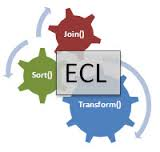 Join()
Sort()
ECL
Transform()